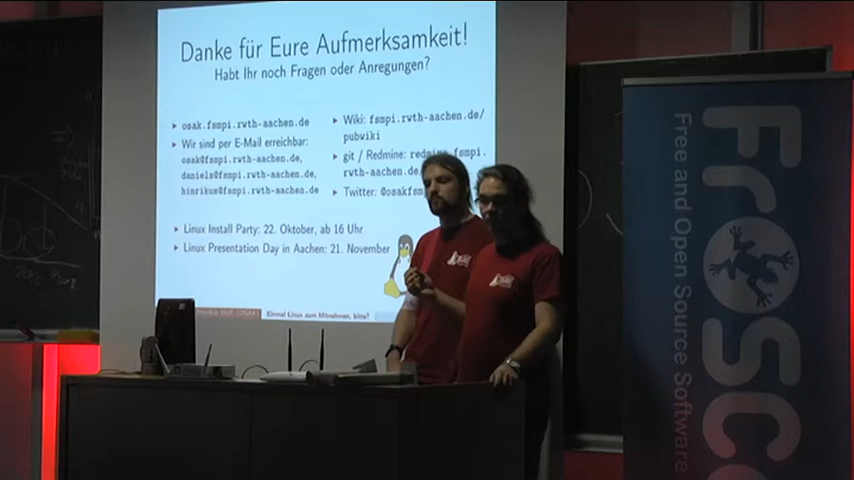 Danke für Eure Aufmerksamkeit!
Habt Ihr noch Fragen oder Anregungen?
▶ osak.fsmpi.rwth-aachen.de
▶ Wir sind per E-Mail erreichbar:
osak@fsmpi.rwth-aachen.de,
daniels@fsmpi.rwth-aachen.de,
hinrikus@fsmpi.rwth-aachen.de
▶ Wiki: fsmpi.rwth-aachen.de/
pubwiki
▶ git / Redmine: redmine.fsmpi.
rwth-aachen.de/
▶ Twitter: @osakfsm
▶ Linux Install Party: 22. Oktober, ab 16 Uhr
▶ Linux Presentation Day in Aachen: 21. November
Einmal Linux zum Mitnehmen, bitte!
FrOSC
Free and Open Source Software